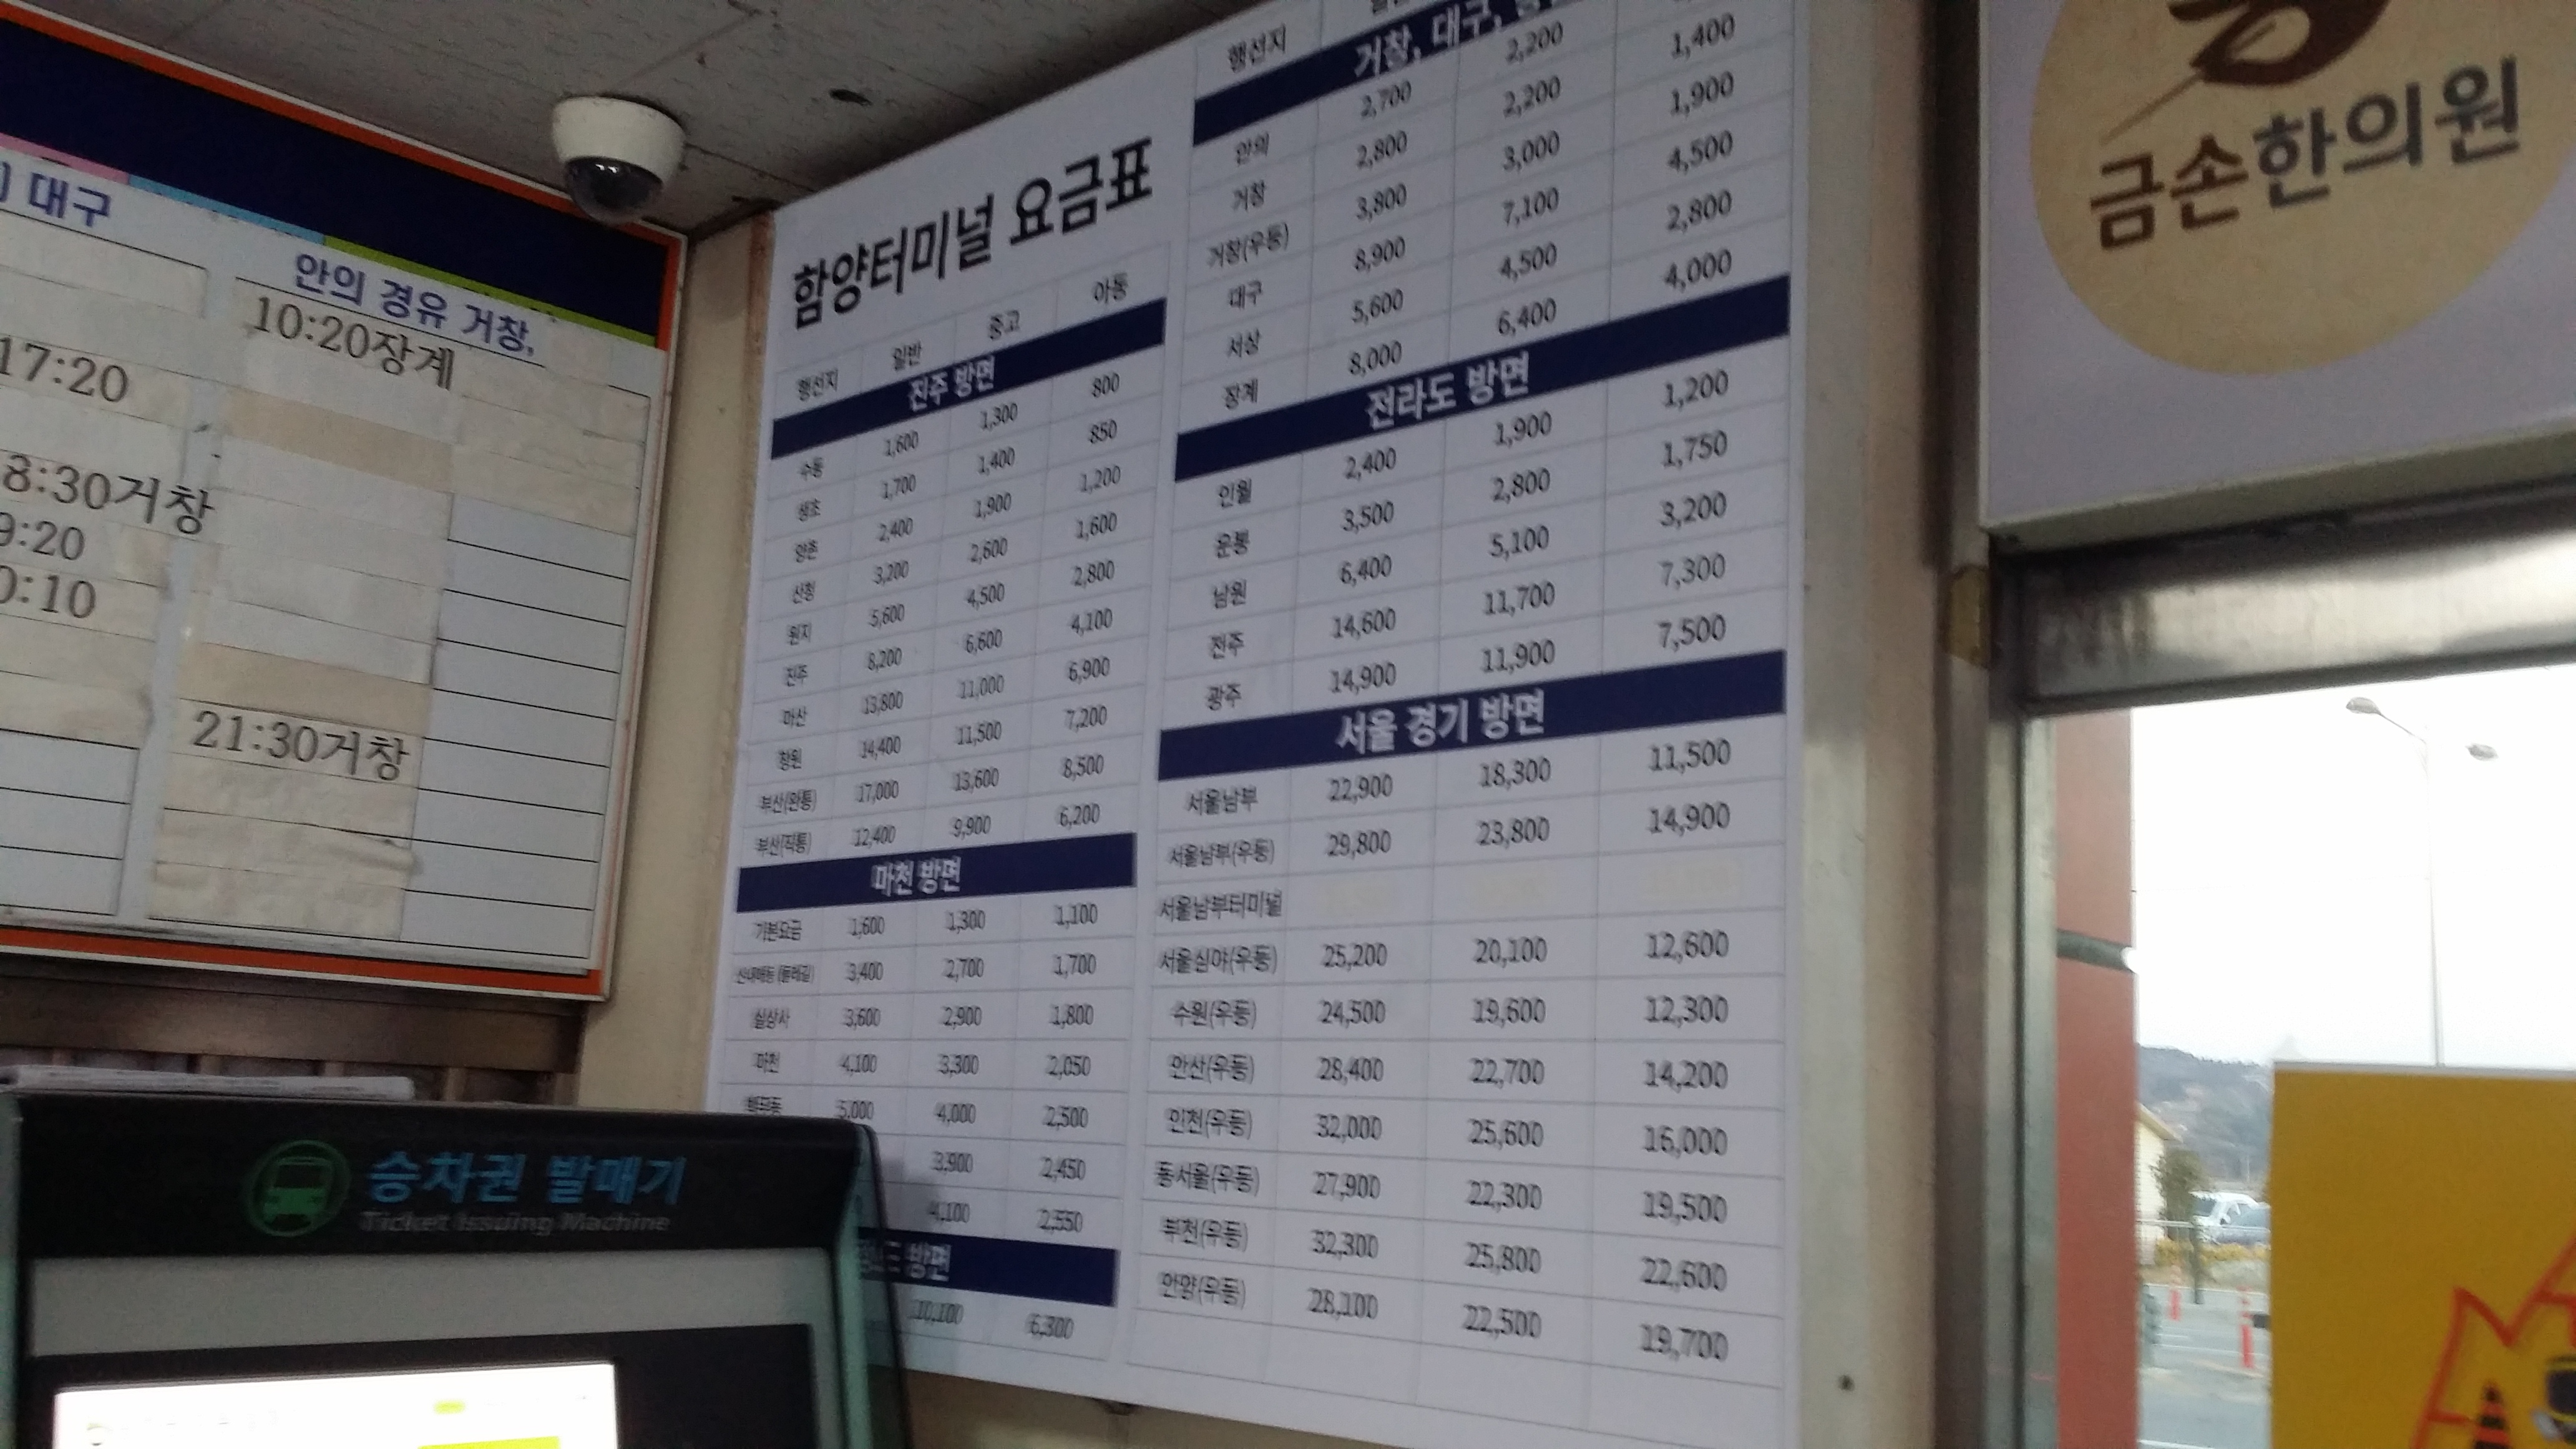 대구
안의 경유 거창,
10:20장계
17:20
8:30거창
9:20
0:10
21:30거창
함양터미널 요금표
행선지 일반 중고 아동
진주 방면
수동 1,600 1,300 800
생초 1,700 1,400 850
양촌 2,400 1,900 1,200
산청 3,200 2,600 1,600
원지 5,600 4,500 2,800
진주 8,200 6,600 4,100
마산 13,800 11,000 6,900
창원 14,400 11,500 7,200
부산(완통) 17,000 13,600 8,500
부산(직통) 12,400 9,900 6,200
마천 방면
기본요금 1,600 1,300 1,100
3,400 2,700 1,700
실상사 3,600 2,900 1,800
마천 4,100 3,300 2,050
백무동 5,000 4,000 2,500
3,900 2,450
4,100 2,550
방면
10,100 6,300
행선지
거창, 대구,
안의 2,700 2,200 1,400
거창 2,800 2,200 1,900
거창(우등) 3,800 3,000 4,500
대구 8,900 7,100 2,800
서상 5,600 4,500 4,000
장계 8,000 6,400
전라도 방면
인월 2,400 1,900 1,200
운봉 3,500 2,800 1,750
남원 6,400 5,100 3,200
전주 14,600 11,700 7,300
광주 14,900 11,900 7,500
서울 경기 방면
서울남부 22,900 18,300 11,500
서울남부(우등) 29,800 23,800 14,900
서울남부터미널
서울심야(우등) 25,200 20,100 12,600
수원(우등) 24,500 19,600 12,300
안산(우등) 28,400 22,700 14,200
인천(우등) 32,000 25,600 16,000
동서울(우등) 27,900 22,300 19,500
부천(우등) 32,300 25,800 22,600
안양(우등) 28,100 22,500 19,700
금손한의원
승차권 발매기
Ticket Issuing Machine